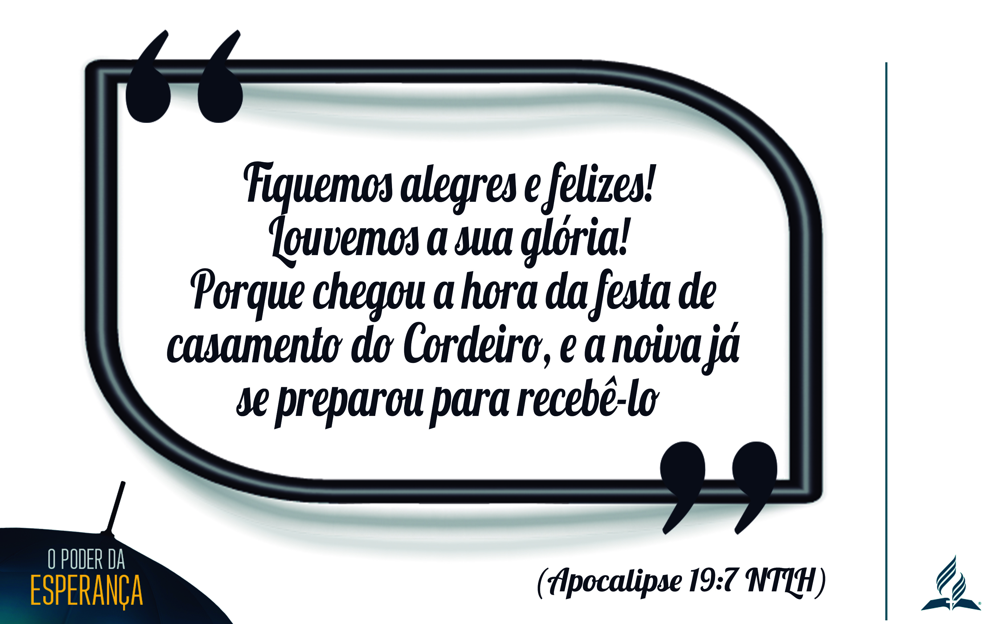 “
Fiquemos alegres e felizes!
Louvemos a sua glória!
Porque chegou a hora da festa de
casamento do Cordeiro, e a noiva já
se preparou para recebê-lo
”
(Apocalipse 19:7 NTLH)
O PODER DA
ESPERANÇA
®